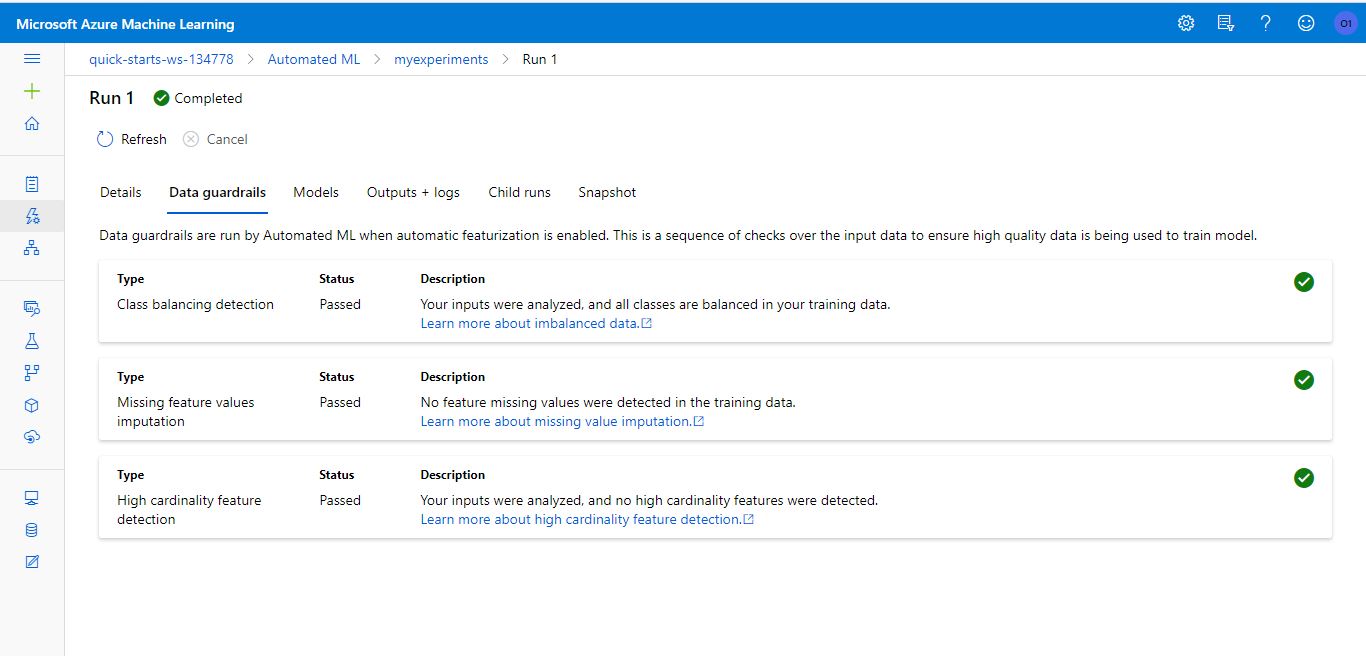 Microsoft Azure Machine Learning
O1
quick-starts-ws-134778 > Automated ML > myexperiments > Run 1
Run 1 Completed
Refresh Cancel
Details Data guardrails Models Outputs + logs Child runs Snapshot
Data guardrails are run by Automated ML when automatic featurization is enabled. This is a sequence of checks over the input data to ensure high quality data is being used to train model.
Type Status Description
Class balancing detection Passed Your inputs were analyzed, and all classes are balanced in your training data.
Learn more about imbalanced data.
Type Status Description
Missing feature values Passed No feature missing values were detected in the training data.
imputation Learn more about missing value imputation.
Type Status Description
High cardinality feature Passed Your inputs were analyzed, and no high cardinality features were detected.
detection Learn more about high cardinality feature detection.